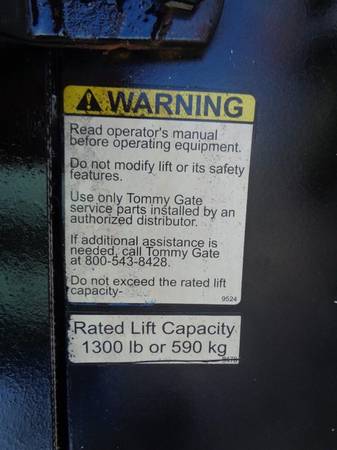 WARNING
Read operator's manual
before operating equipment.
Do not modify lift or its safety
features.
Use only Tommy Gate
service parts installed by an
authorized distributor.
If additional assistance is
needed, call Tommy Gate
at 800-543-8428.
Do not exceed the rated lift
capacity-
9524
Rated Lift Capacity
1300 lb or 590 kg